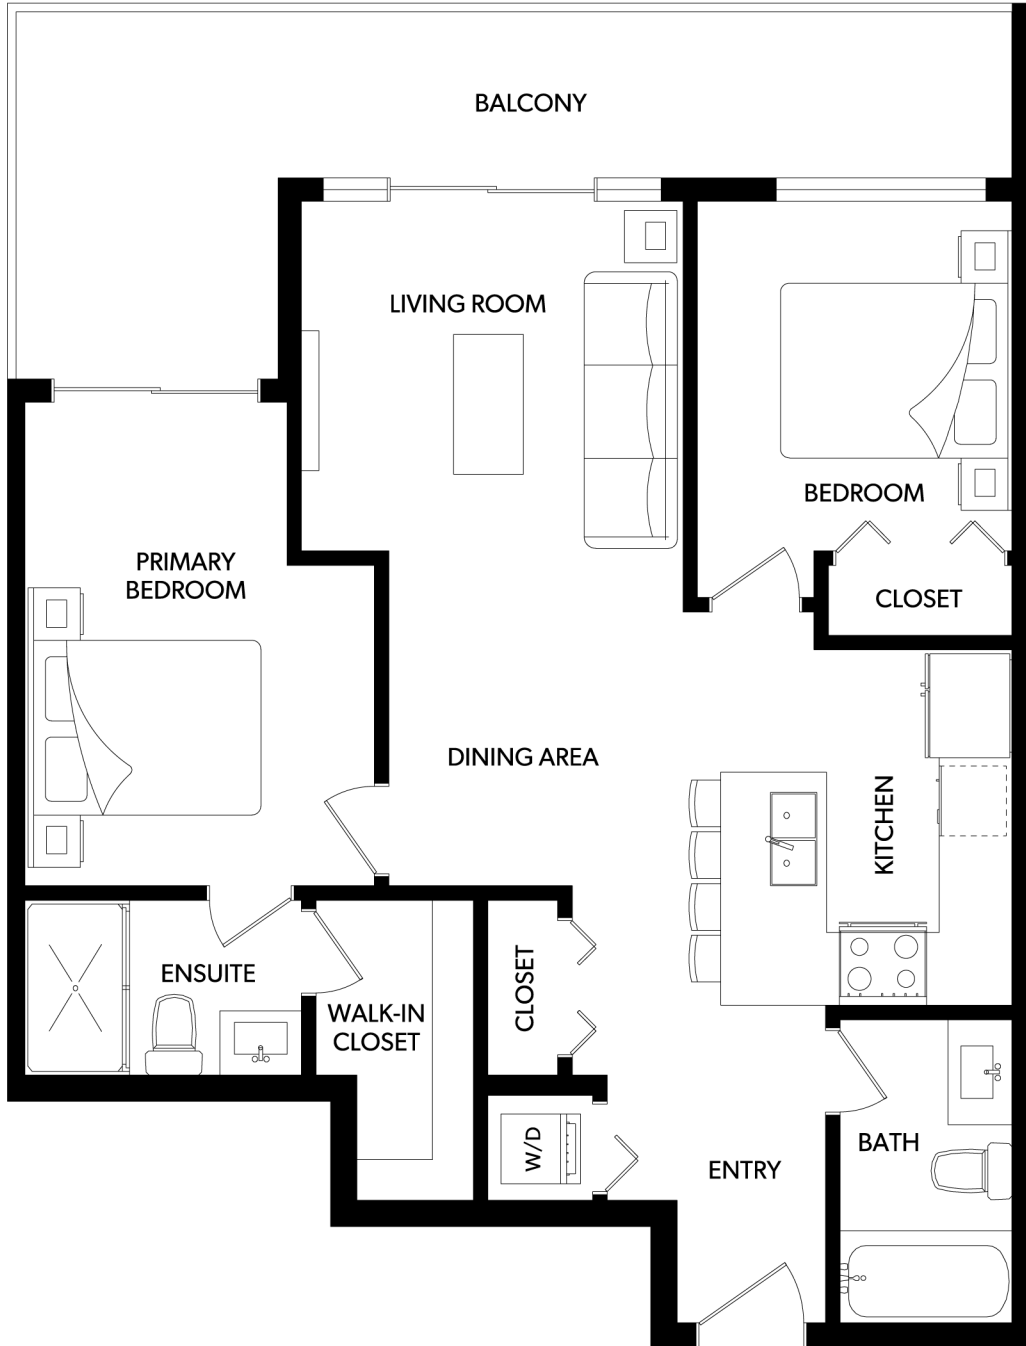 BALCONY
LIVING ROOM
BEDROOM
PRIMARY
BEDROOM
CLOSET
DINING AREA
KITCHEN
ENSUITE
WALK-IN
CLOSET
CLOSET
W/D
ENTRY
BATH